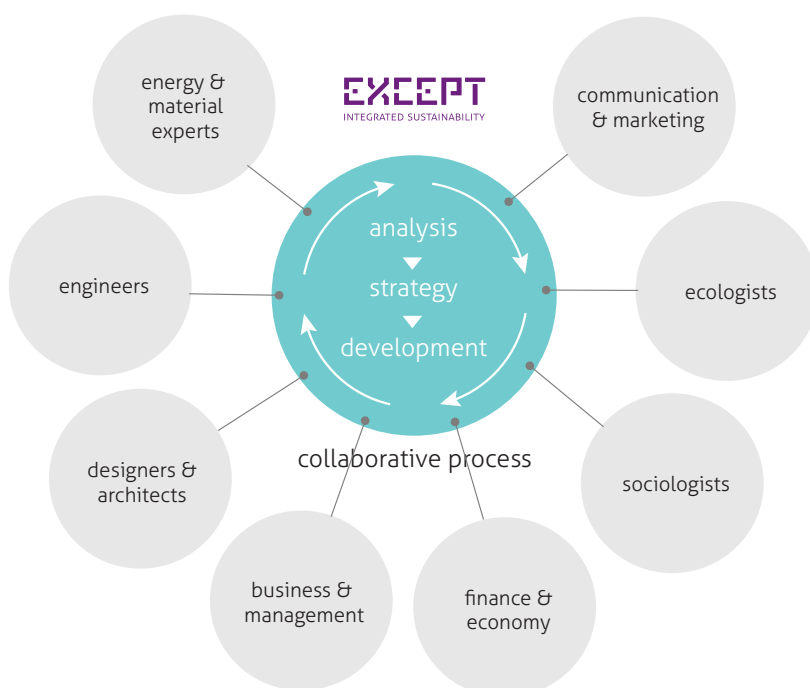 EXCEPT
INTEGRATED SUSTAINABILITY
energy &
material
experts
communication
& marketing
analysis
strategy
development
engineers
ecologists
collaborative process
designers &
architects
sociologists
business &
management
finance &
economy